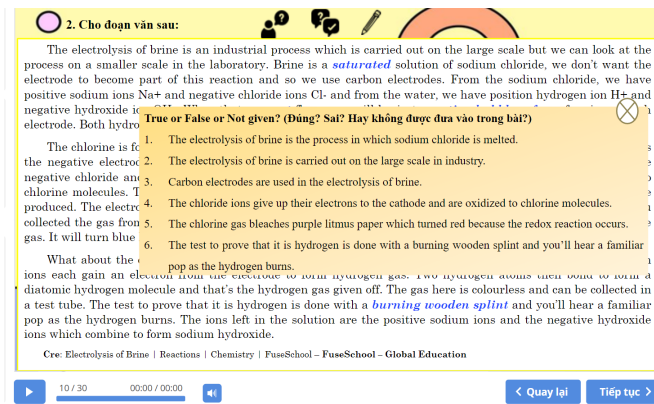 2. Cho đoạn văn sau:
The electrolysis of brine is an industrial process which is carried out on the large scale but we can look at the
process on a smaller scale in the laboratory. Brine is a saturated solution of sodium chloride, we don't want the
electrode to become part of this reaction and so we use carbon electrodes. From the sodium chloride, we have
positive sodium ions Na+ and negative chloride ions Cl- and from the water, we have position hydrogen ion H+ and
negative hydroxide
electrode. Both hydro
True or False or Not given? (Đúng? Sai? Hay không được đưa vào trong bài?)
1. The electrolysis of brine is the process in which sodium chloride is melted.
2. The electrolysis of brine is carried out on the large scale in industry.
3. Carbon electrodes are used in the electrolysis of brine.
4. The chloride ions give up their electrons to the cathode and are oxidized to chlorine molecules.
5. The chlorine gas bleaches purple litmus paper which turned red because the redox reaction occurs.
6. The test to prove that it is hydrogen is done with a burning wooden splint and you'll hear a familiar
pop as the hydrogen burns.
The chlorine is fo
the negative electrod
negative chloride an
chlorine molecules. T
produced. The electro
collected the gas from
gas. It will turn blue
What about the
ions each gain an electron from the electrode to form hydrogen gas. Two hydrogen atoms then bond to form a
diatomic hydrogen molecule and that's the hydrogen gas given off. The gas here is colourless and can be collected in
a test tube. The test to prove that it is hydrogen is done with a burning wooden splint and you'll hear a familiar
pop as the hydrogen burns. The ions left in the solution are the positive sodium ions and the negative hydroxide
ions which combine to form sodium hydroxide.
Cre: Electrolysis of Brine | Reactions | Chemistry | FuseSchool – FuseSchool – Global Education
10 / 30
00:00 / 00:00
Quay lại
Tiếp tục